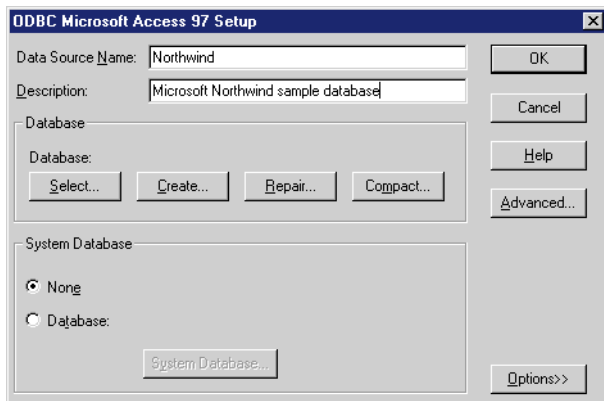 ODBC Microsoft Access 97 Setup
Data Source Name: Northwind
OK
Description: Microsoft Northwind sample database
Cancel
Database
Database:
Help
Select... Create... Repair... Compact...
Advanced...
System Database
None
Database:
System Database...
Options>>